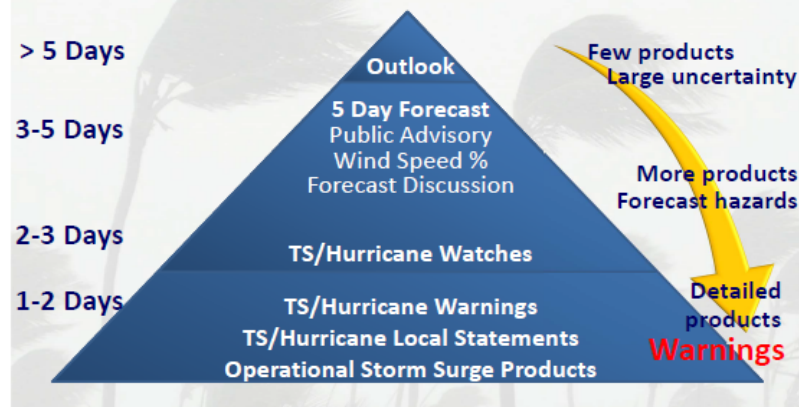 > 5 Days
Outlook
Few products
Large uncertainty
3-5 Days
5 Day Forecast
Public Advisory
Wind Speed %
Forecast Discussion
More products
Forecast hazards
2-3 Days
TS/Hurricane Watches
1-2 Days
TS/Hurricane Warnings
TS/Hurricane Local Statements
Operational Storm Surge Products
Detailed
products
Warnings